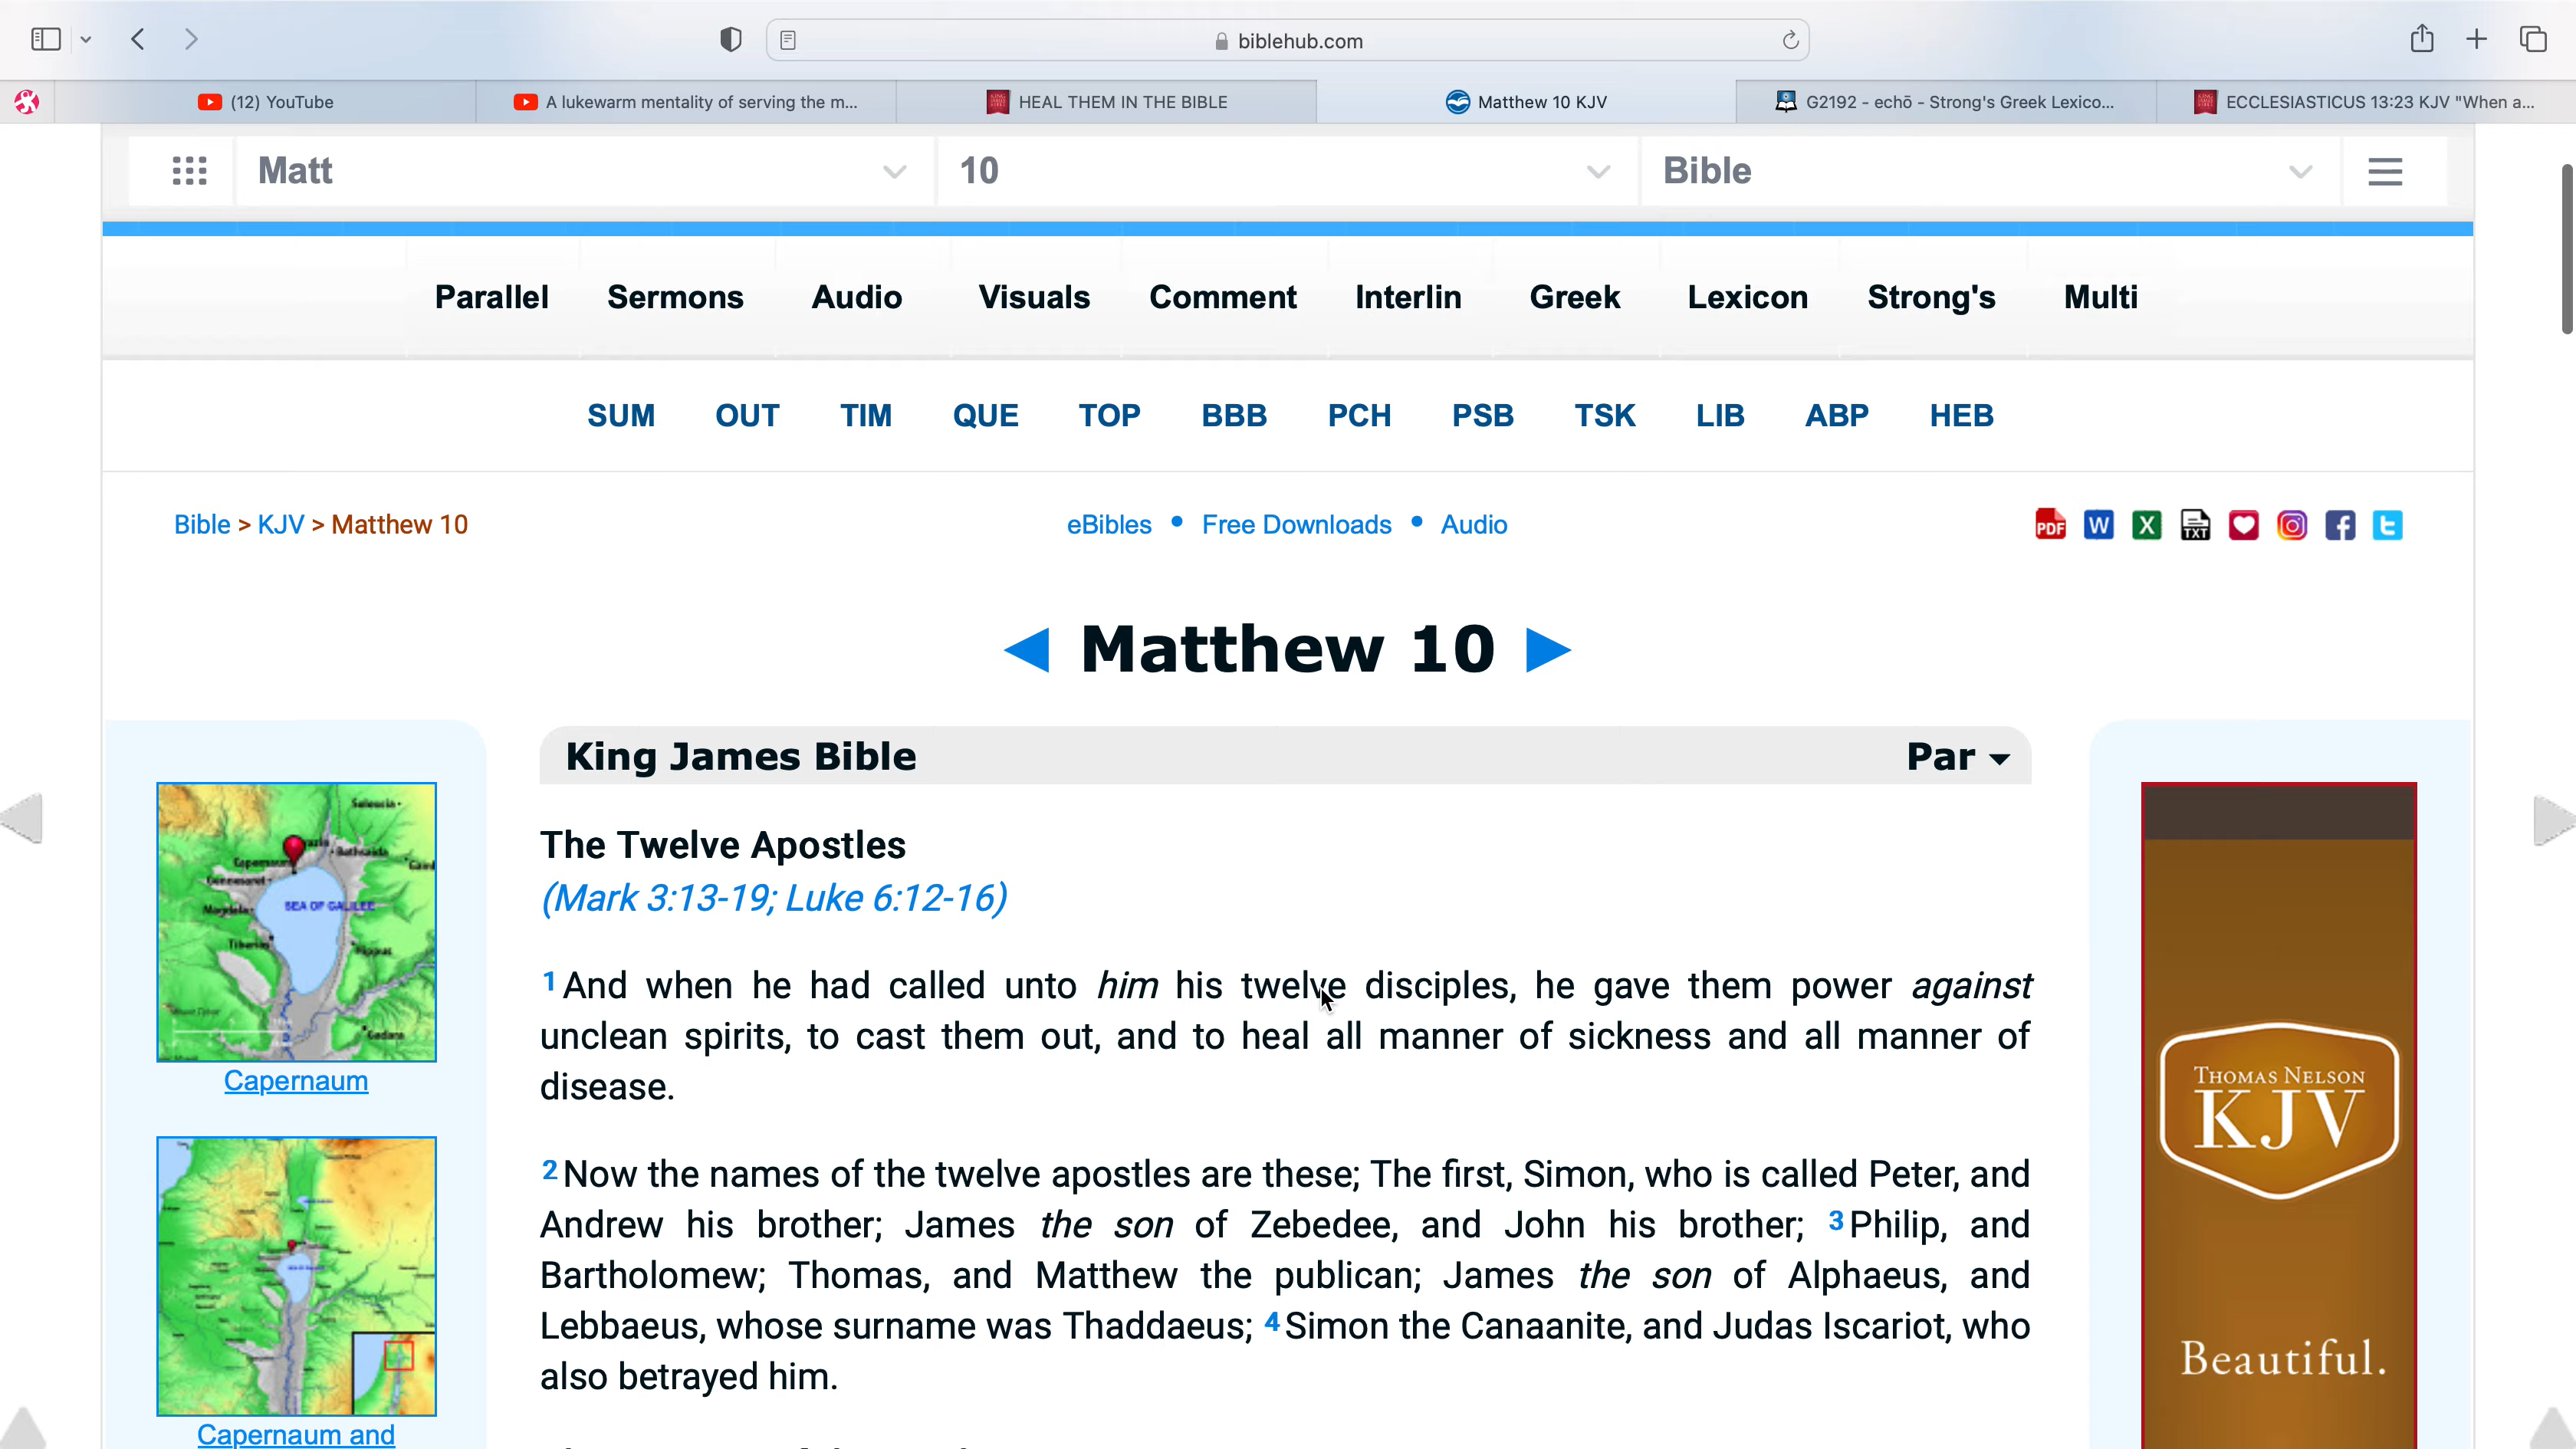 biblehub.com
(12) YouTube
A lukewarm mentality of serving the m...
HEAL THEM IN THE BIBLE
Matthew 10 KJV
G2192 - echō - Strong's Greek Lexico...
ECCLESIASTICUS 13:23 KJV "When a...
Matt
10
Bible
Parallel Sermons Audio Visuals Comment Interlin Greek Lexicon Strong's Multi
SUM OUT TIM QUE TOP BBB PCH PSB TSK LIB ABP HEB
Bible > KJV > Matthew 10
eBibles • Free Downloads • Audio
PDF W X TXT
◄ Matthew 10 ►
King James Bible
Par
The Twelve Apostles
(Mark 3:13-19; Luke 6:12-16)
1And when he had called unto him his twelve disciples, he gave them power against
unclean spirits, to cast them out, and to heal all manner of sickness and all manner of
disease.
2Now the names of the twelve apostles are these; The first, Simon, who is called Peter, and
Andrew his brother; James the son of Zebedee, and John his brother; 3Philip, and
Bartholomew; Thomas, and Matthew the publican; James the son of Alphaeus, and
Lebbaeus, whose surname was Thaddaeus; 4Simon the Canaanite, and Judas Iscariot, who
also betrayed him.
SEA OF GALILEE
Capernaum
Capernaum and
THOMAS NELSON
KJV
Beautiful.